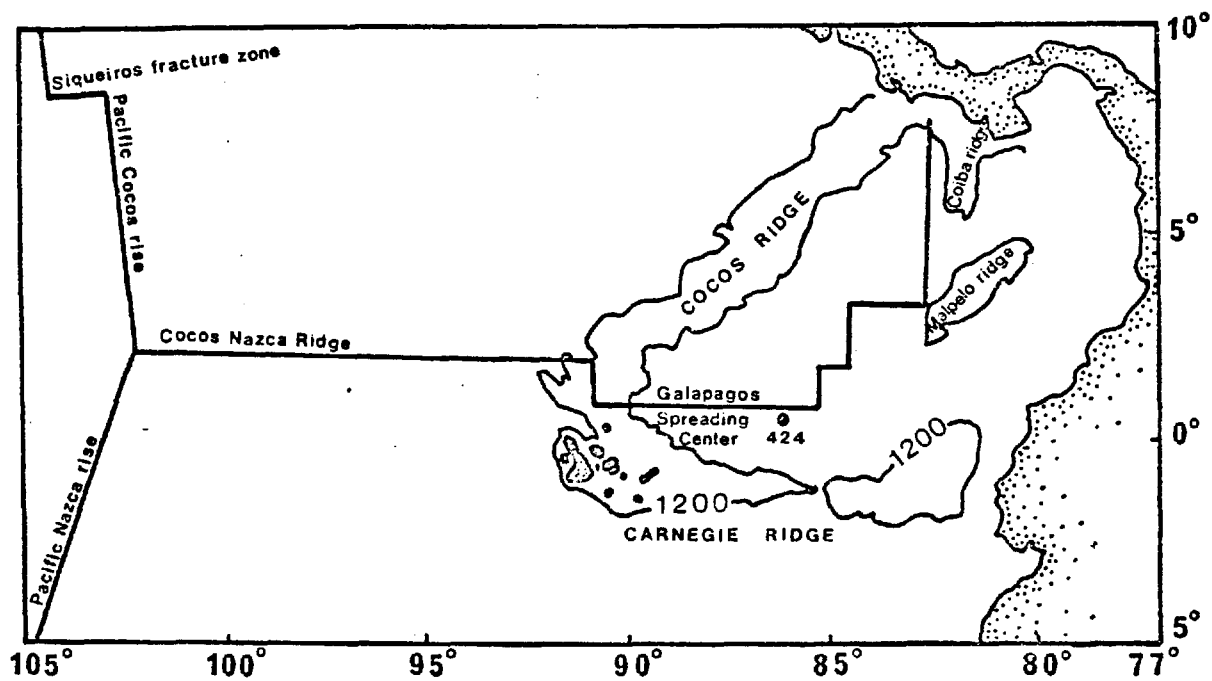 10°
Siqueiros fracture zone
Pacific Cocos rise
COCOS RIDGE
Coiba ridge
5°
Malpelo ridge
Cocos Nazca Ridge
Galapagos
Spreading
Center 424
0°
1200
Pacific Nazca rise
1200
CARNEGIE RIDGE
5°
105° 100° 95° 90° 85° 80° 77°